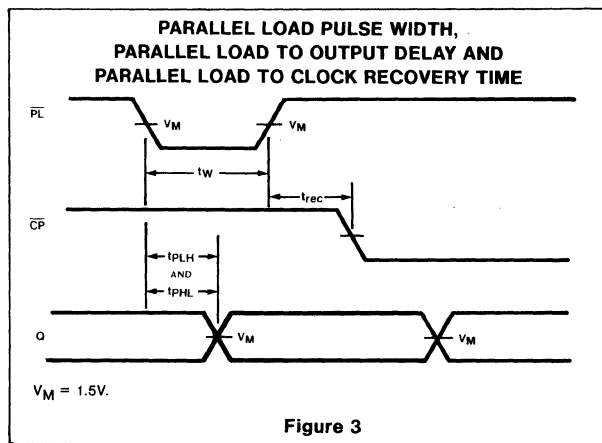 PARALLEL LOAD PULSE WIDTH,
PARALLEL LOAD TO OUTPUT DELAY AND
PARALLEL LOAD TO CLOCK RECOVERY TIME
PL
VM
VM
tW
trec
CP
tPLH
AND
tPHL
Q
VM
VM
VM = 1.5V.
Figure 3